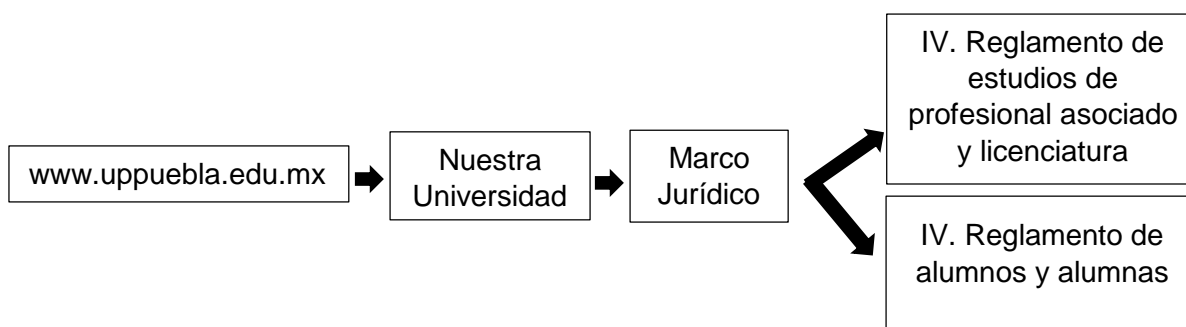 www.uppuebla.edu.mx
Nuestra
Universidad
Marco
Jurídico
IV. Reglamento de
estudios de
profesional asociado
y licenciatura
IV. Reglamento de
alumnos y alumnas